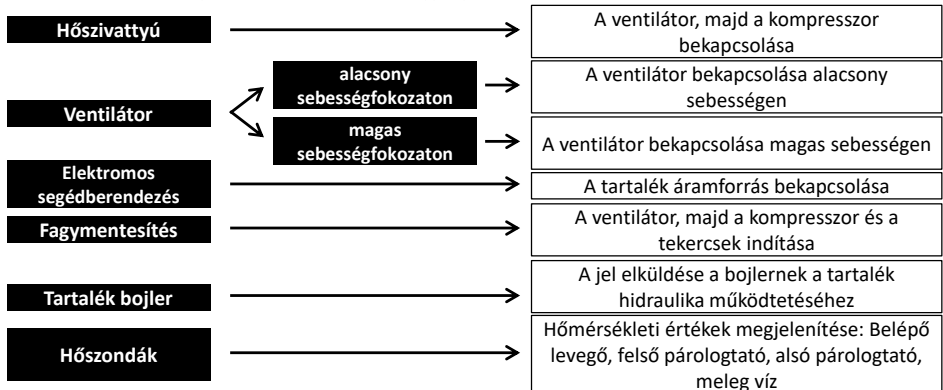 Hőszivattyú
A ventilátor, majd a kompresszor
bekapcsolása
Ventilátor
alacsony
sebességfokozaton
A ventilátor bekapcsolása alacsony
sebességen
magas
sebességfokozaton
A ventilátor bekapcsolása magas sebességen
Elektromos
segédberendezés
A tartalék áramforrás bekapcsolása
Fagymentesítés
A ventilátor, majd a kompresszor és a
tekercsek indítása
Tartalék bojler
A jel elküldése a bojlernek a tartalék
hidraulika működtetéséhez
Hőszondák
Hőmérsékleti értékek megjelenítése: Belépő
levegő, felső párologtató, alsó párologtató,
meleg víz